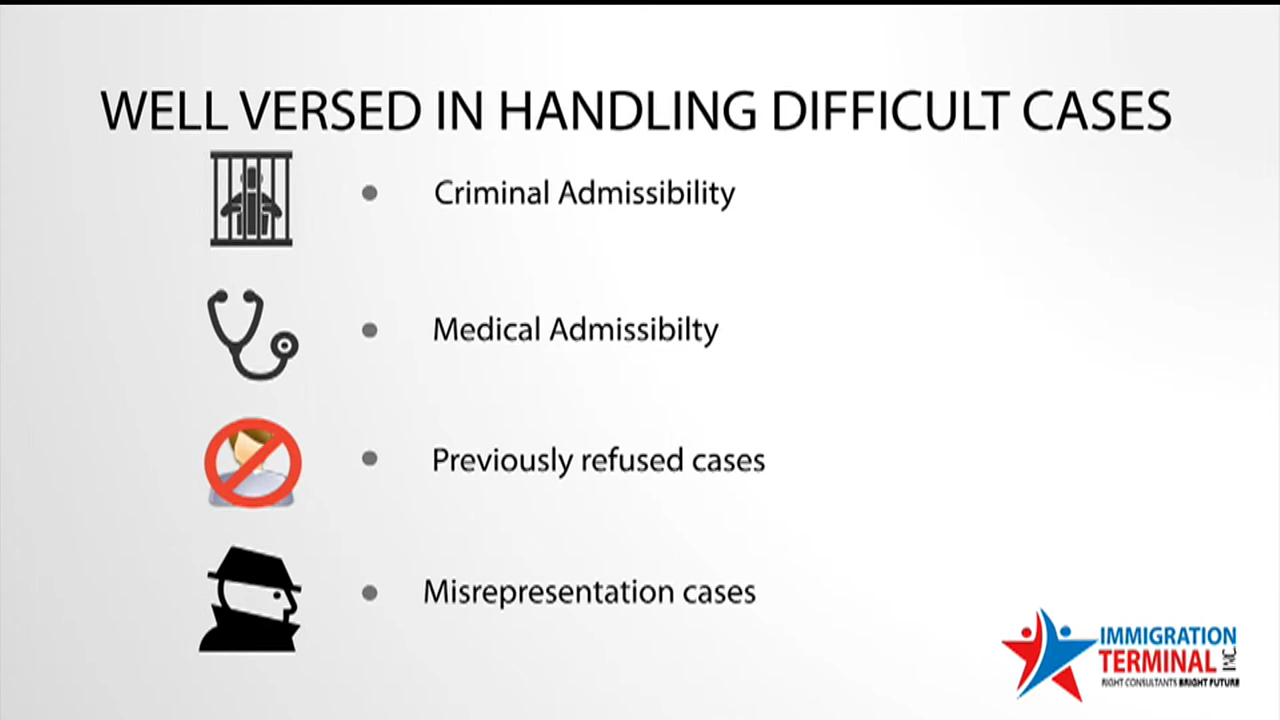 WELL VERSED IN HANDLING DIFFICULT CASES
• Criminal Admissibility
• Medical Admissibilty
• Previously refused cases
• Misrepresentation cases
IMMIGRATION
TERMINAL INC.
RIGHT CONSULTANTS BRIGHT FUTURE